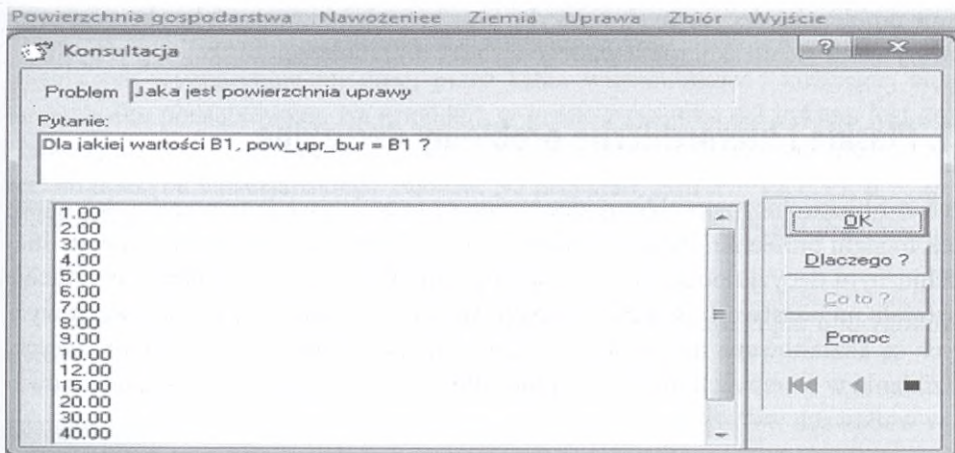 Powierzchnia gospodarstwa Nawożeniee Ziemia Uprawa Zbiór Wyjście
Konsultacja
Problem Jaka jest powierzchnia uprawy
Pytanie:
Dla jakiej wartości B1, pow_upr_bur = B1 ?
1.00
2.00
3.00
4.00
5.00
6.00
7.00
8.00
9.00
10.00
12.00
15.00
20.00
30.00
40.00
OK
Dlaczego ?
Co to ?
Pomoc